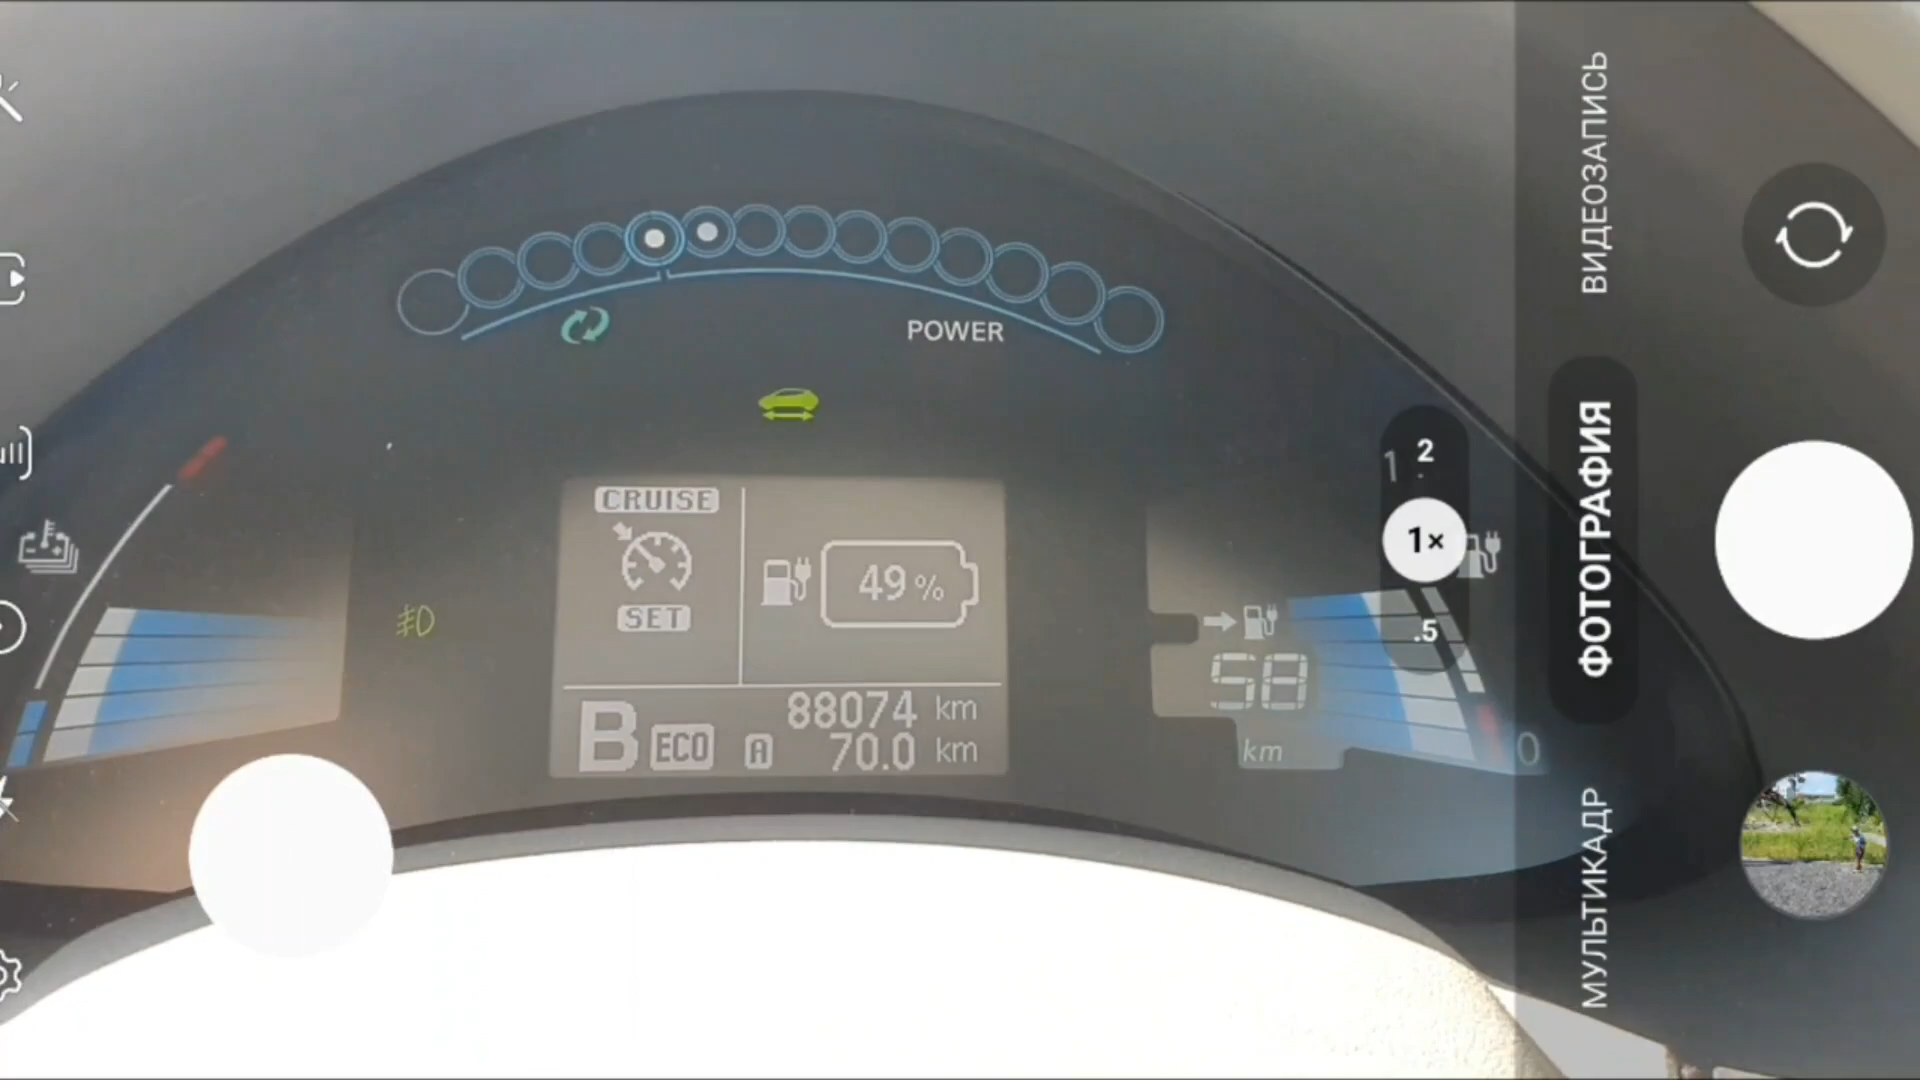 POWER
CRUISE
SET
49%
88074 km
B ECO A 70.0 km
58
km
0
2
1
1×
.5
ВИДЕОЗАПИСЬ
ФОТОГРАФИЯ
МУЛЬТИКАДР